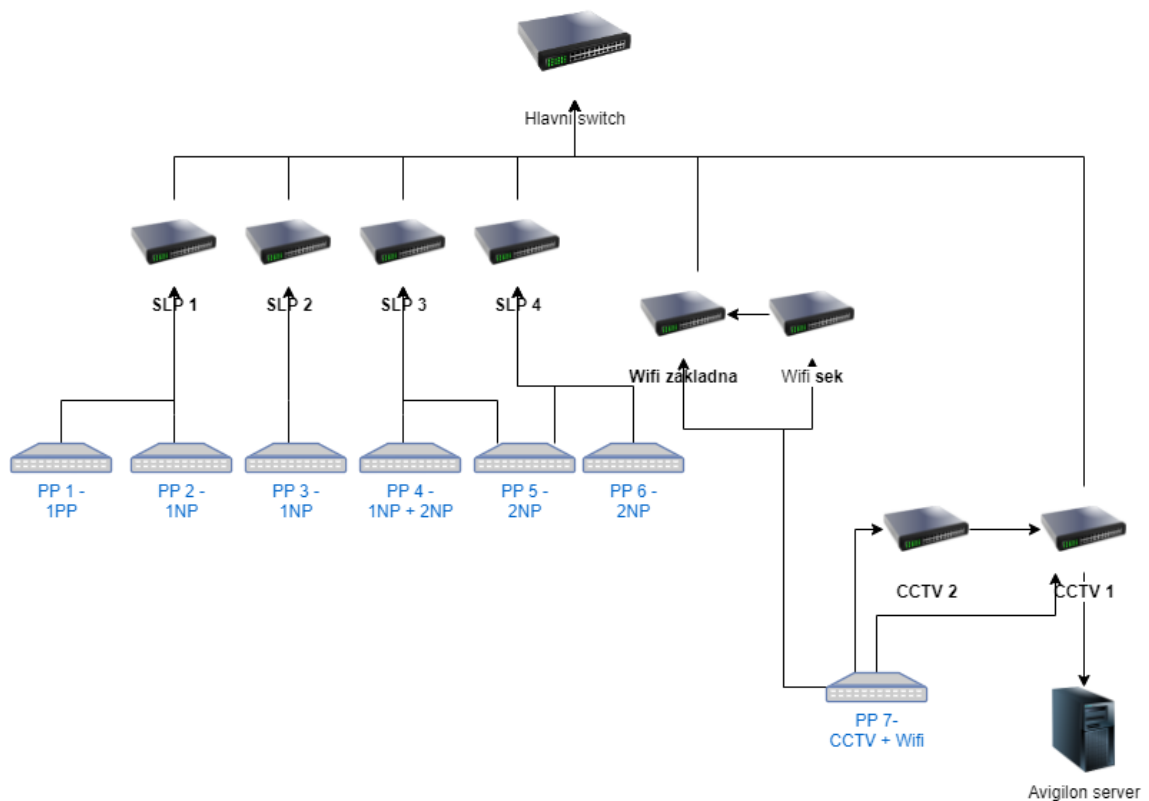 Hlavní switch
SLP 1
SLP 2
SLP 3
SLP 4
Wifi základna
Wifi sek
PP 1 -
1PP
PP 2 -
1NP
PP 3 -
1NP
PP 4 -
1NP + 2NP
PP 5 -
2NP
PP 6 -
2NP
CCTV 2
CCTV 1
PP 7-
CCTV + Wifi
Avigilon server